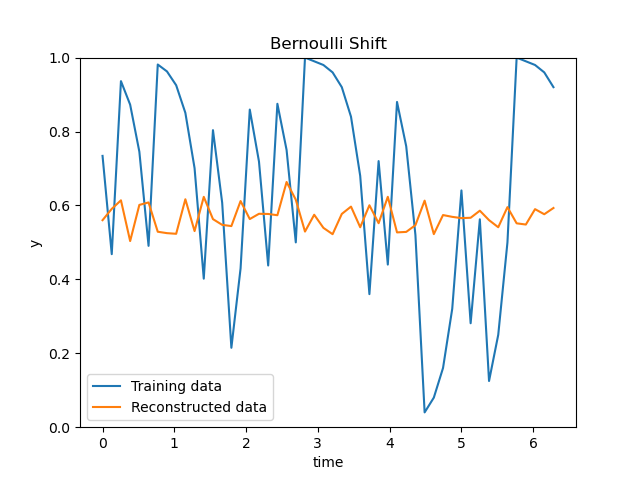 Bernoulli Shift
1.0
0.8
0.6
0.4
0.2
0.0
y
Training data
Reconstructed data
0 1 2 3 4 5 6
time